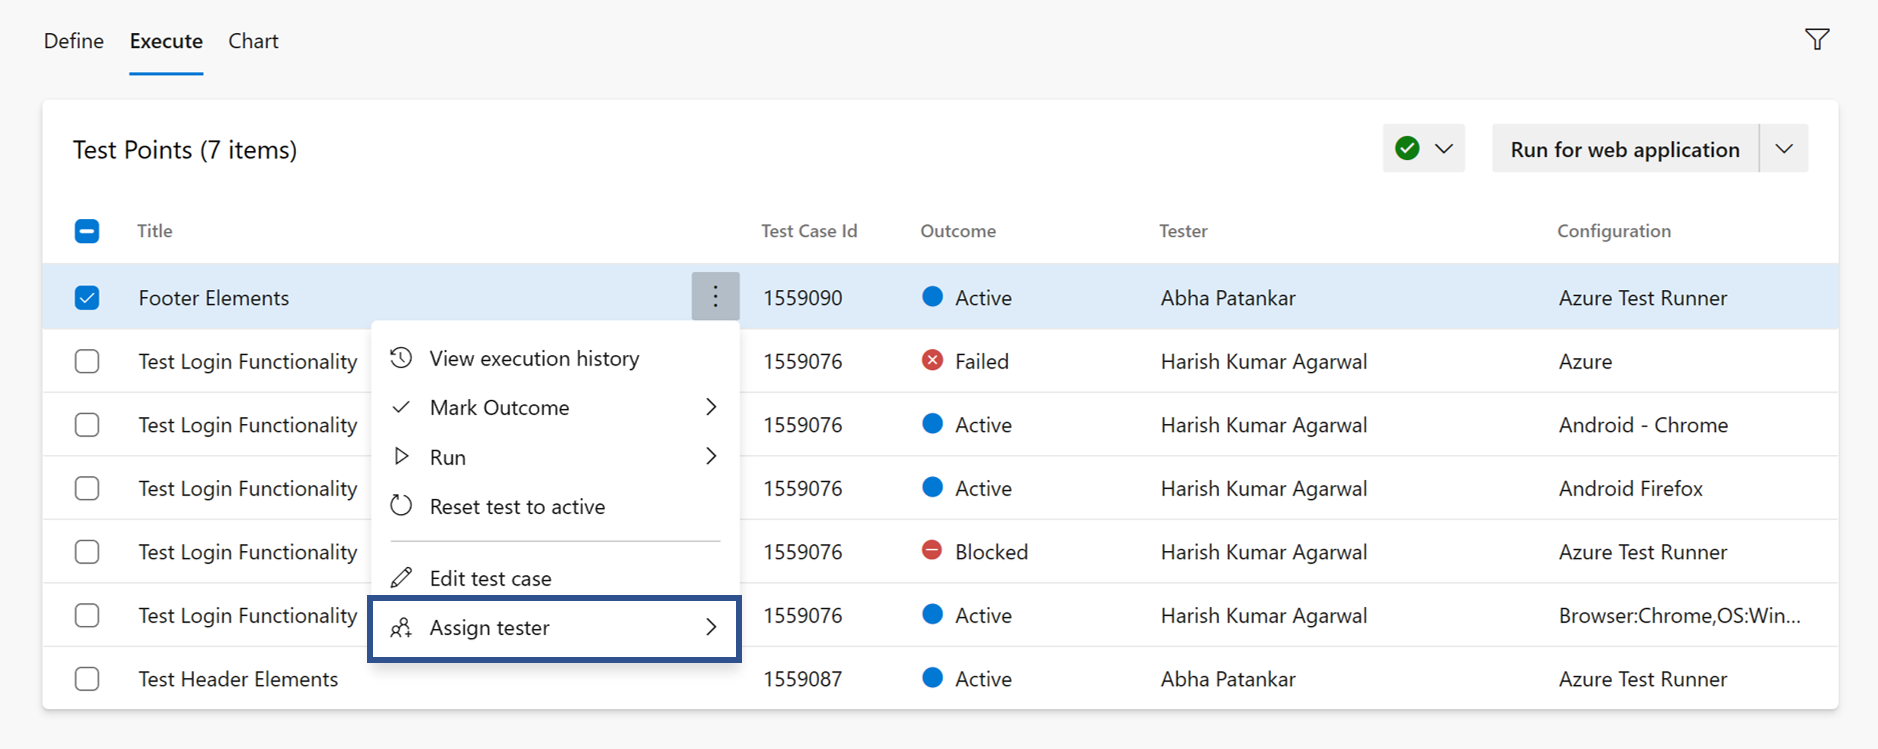 Define Execute Chart
Test Points (7 items) Run for web application
Title Test Case Id Outcome Tester Configuration
Footer Elements 1559090 Active Abha Patankar Azure Test Runner
Test Login Functionality 1559076 Failed Harish Kumar Agarwal Azure
Test Login Functionality 1559076 Active Harish Kumar Agarwal Android - Chrome
Test Login Functionality 1559076 Active Harish Kumar Agarwal Android Firefox
Test Login Functionality 1559076 Blocked Harish Kumar Agarwal Azure Test Runner
Test Login Functionality 1559076 Active Harish Kumar Agarwal Browser:Chrome,OS:Win...
Test Header Elements 1559087 Active Abha Patankar Azure Test Runner
View execution history
Mark Outcome
Run
Reset test to active
Edit test case
Assign tester